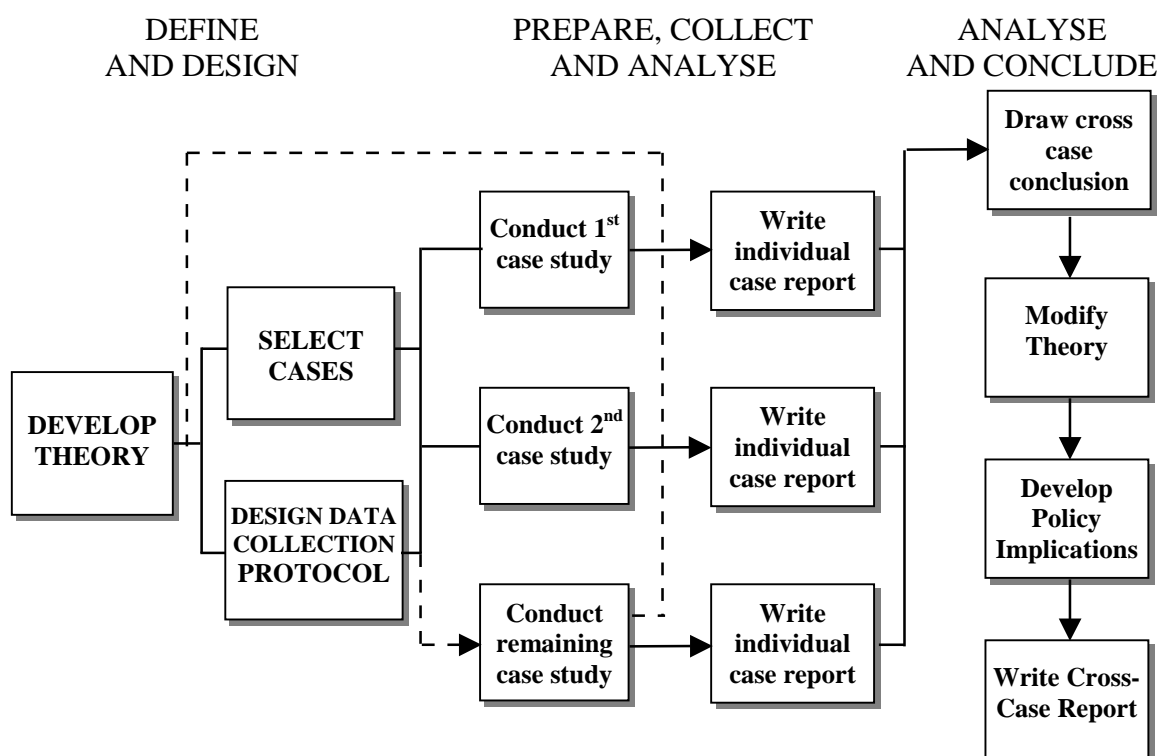 DEFINE
AND DESIGN
PREPARE, COLLECT
AND ANALYSE
ANALYSE
AND CONCLUDE
DEVELOP
THEORY
SELECT
CASES
DESIGN DATA
COLLECTION
PROTOCOL
Conduct 1st
case study
Write
individual
case report
Conduct 2nd
case study
Write
individual
case report
Conduct
remaining
case study
Write
individual
case report
Draw cross
case
conclusion
Modify
Theory
Develop
Policy
Implications
Write Cross-
Case Report